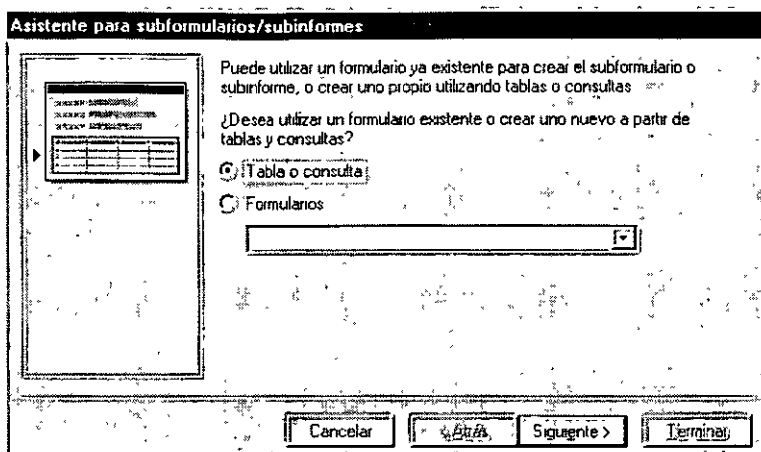 Asistente para subformularios/subinformes
Puede utilizar un formulario ya existente para crear el subformulario o
subinforme, o crear uno propio utilizando tablas o consultas
¿Desea utilizar un formulario existente o crear uno nuevo a partir de
tablas y consultas?
Tabla o consulta
Formularios
Cancelar
< Atrás
Siguiente >
Terminar